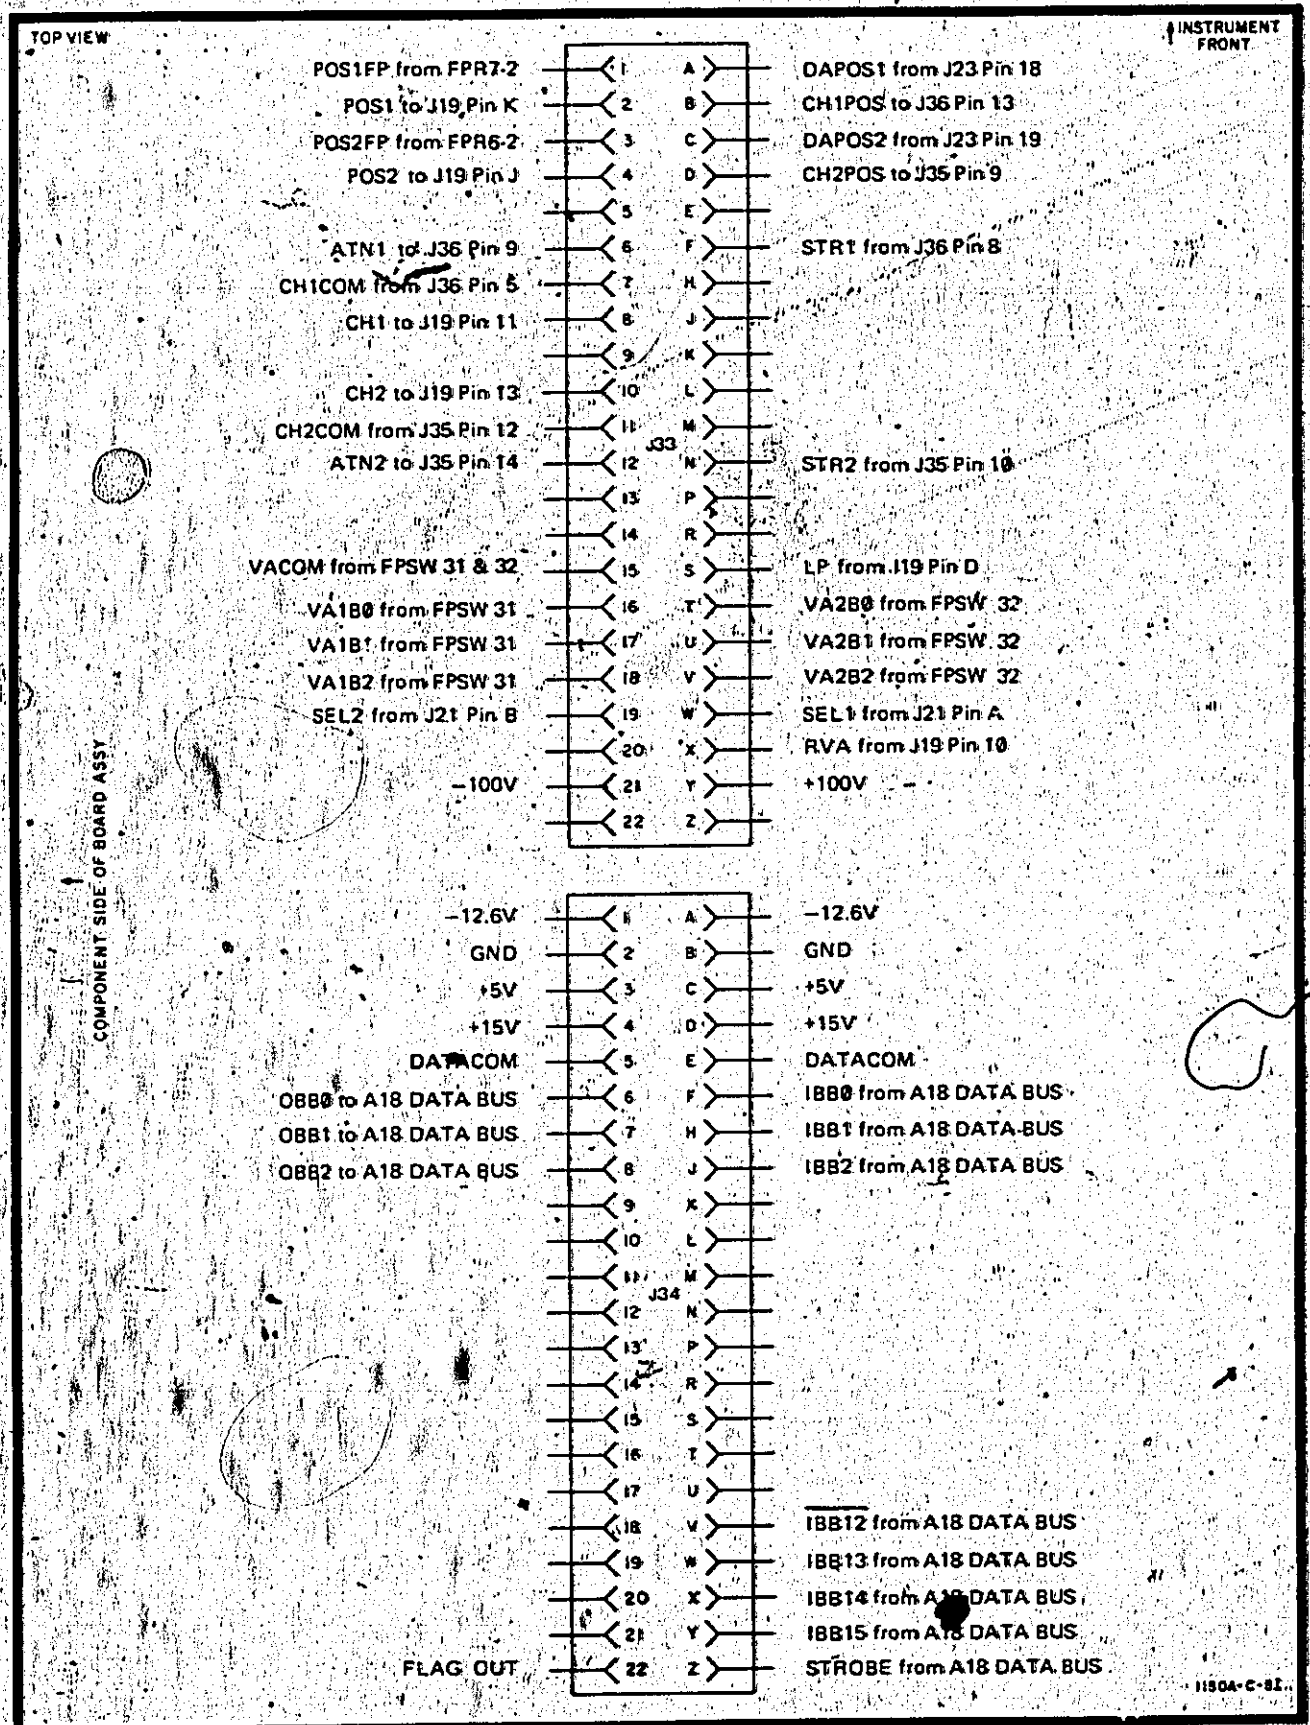 TOP VIEW
INSTRUMENT
FRONT
POS1FP from FPR7-2 1 A DAPOS1 from J23 Pin 18
POS1 to J19 Pin K 2 B CH1POS to J36 Pin 13
POS2FP from FPR6-2 3 C DAPOS2 from J23 Pin 19
POS2 to J19 Pin J 4 D CH2POS to J35 Pin 9
5 E
ATN1 to J36 Pin 9 6 F STR1 from J36 Pin 8
CH1COM from J36 Pin 5 7 H
CH1 to J19 Pin 11 8 J
9 K
CH2 to J19 Pin 13 10 L
CH2COM from J35 Pin 12 11 M
J33
ATN2 to J35 Pin 14 12 N STR2 from J35 Pin 10
13 P
14 R
VACOM from FPSW 31 & 32 15 S LP from J19 Pin D
VA1B0 from FPSW 31 16 T VA2B0 from FPSW 32
VA1B1 from FPSW 31 17 U VA2B1 from FPSW 32
VA1B2 from FPSW 31 18 V VA2B2 from FPSW 32
SEL2 from J21 Pin B 19 W SEL1 from J21 Pin A
20 X RVA from J19 Pin 10
-100V 21 Y +100V
22 Z
COMPONENT SIDE OF BOARD ASSY
-12.6V 1 A -12.6V
GND 2 B GND
+5V 3 C +5V
+15V 4 D +15V
DATACOM 5 E DATACOM
OBB0 to A18 DATA BUS 6 F IBB0 from A18 DATA BUS
OBB1 to A18 DATA BUS 7 H IBB1 from A18 DATA BUS
OBB2 to A18 DATA BUS 8 J IBB2 from A18 DATA BUS
9 K
10 L
11 M
J34
12 N
13 P
14 R
15 S
16 T
17 U
18 V IBB12 from A18 DATA BUS
19 W IBB13 from A18 DATA BUS
20 X IBB14 from A18 DATA BUS
21 Y IBB15 from A18 DATA BUS
FLAG OUT 22 Z STROBE from A18 DATA BUS